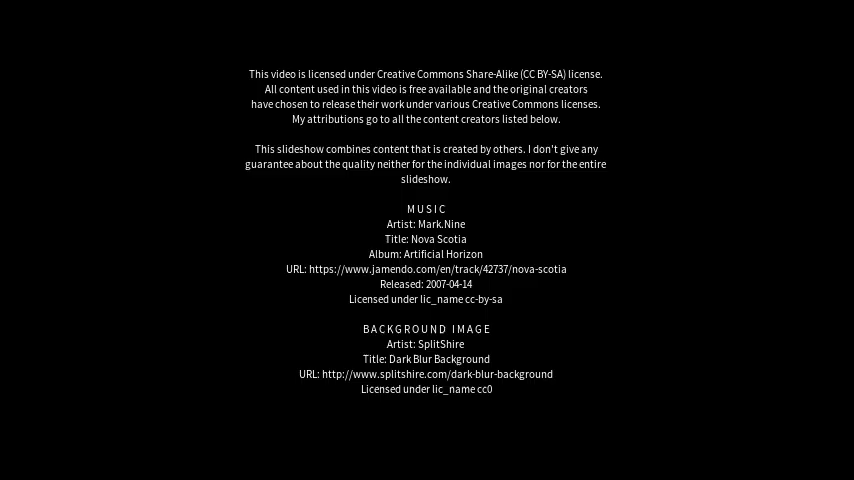 This video is licensed under Creative Commons Share-Alike (CC BY-SA) license.
All content used in this video is free available and the original creators
have chosen to release their work under various Creative Commons licenses.
My attributions go to all the content creators listed below.
This slideshow combines content that is created by others. I don't give any
guarantee about the quality neither for the individual images nor for the entire
slideshow.
MUSIC
Artist: Mark.Nine
Title: Nova Scotia
Album: Artificial Horizon
URL: https://www.jamendo.com/en/track/42737/nova-scotia
Released: 2007-04-14
Licensed under lic_name cc-by-sa
BACKGROUND IMAGE
Artist: SplitShire
Title: Dark Blur Background
URL: http://www.splitshire.com/dark-blur-background
Licensed under lic_name cc0